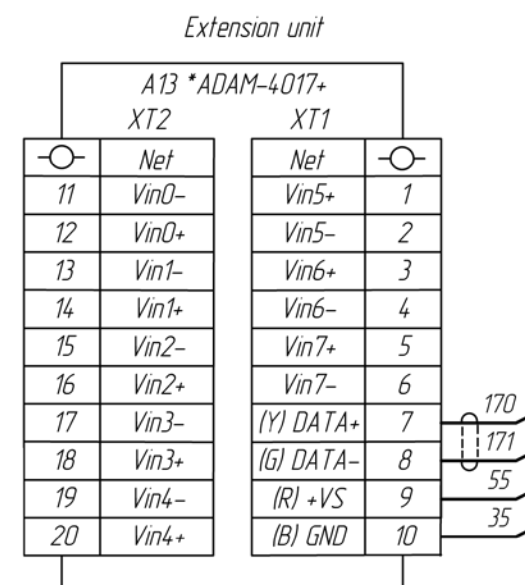 Extension unit
A13 *ADAM-4017+
XT2 XT1
Net Net
11 Vin0- Vin5+ 1
12 Vin0+ Vin5- 2
13 Vin1- Vin6+ 3
14 Vin1+ Vin6- 4
15 Vin2- Vin7+ 5
16 Vin2+ Vin7- 6
17 Vin3- (Y) DATA+ 7 170
18 Vin3+ (G) DATA- 8 171
19 Vin4- (R) +VS 9 55
20 Vin4+ (B) GND 10 35